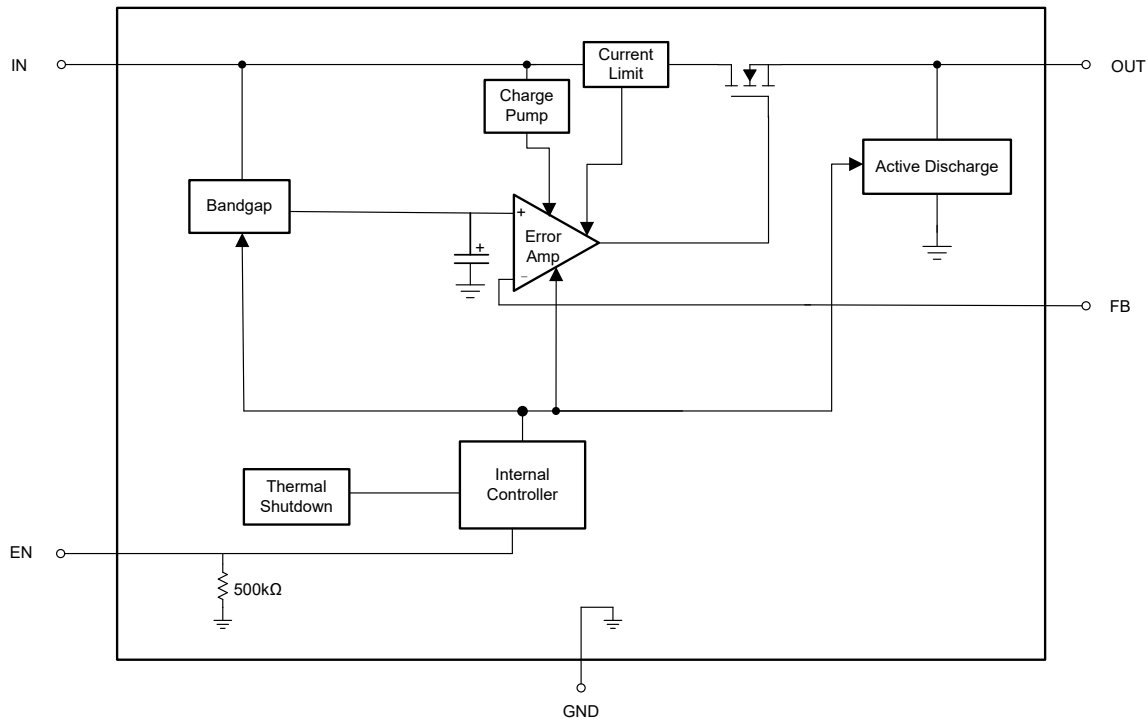 IN
Current
Limit
OUT
Charge
Pump
Active Discharge
Bandgap
+
Error
Amp
+
−
FB
Internal
Controller
Thermal
Shutdown
EN
500kΩ
GND